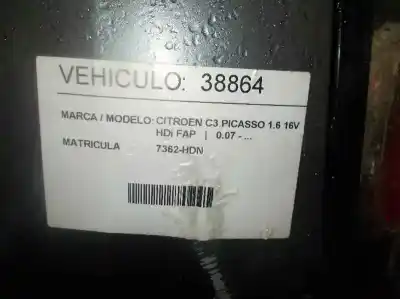 VEHICULO: 38864
MARCA / MODELO: CITROEN C3 PICASSO 1.6 16V
HDi FAP | 0.07 - ...
MATRICULA 7362-HDN